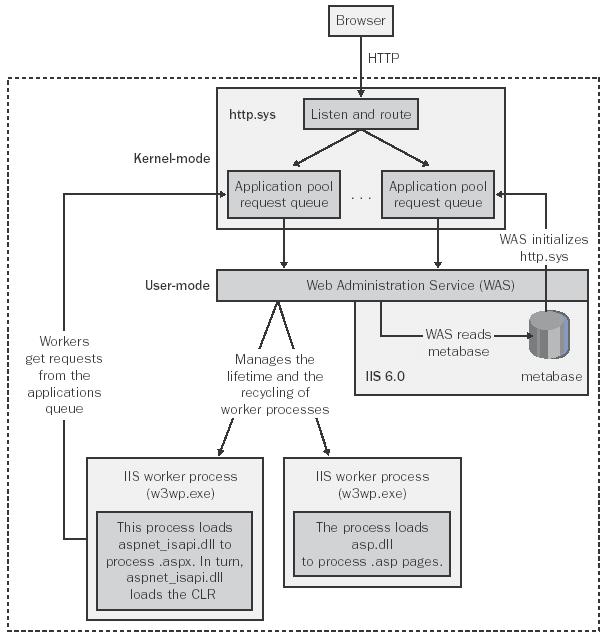 Browser
HTTP
http.sys
Listen and route
Kernel-mode
Application pool
request queue
. . .
Application pool
request queue
WAS initializes
http.sys
User-mode
Web Administration Service (WAS)
WAS reads
metabase
IIS 6.0
metabase
Workers
get requests
from the
applications
queue
Manages the
lifetime and the
recycling of
worker processes
IIS worker process
(w3wp.exe)
This process loads
aspnet_isapi.dll to
process .aspx. In turn,
aspnet_isapi.dll
loads the CLR
IIS worker process
(w3wp.exe)
The process loads
asp.dll
to process .asp pages.